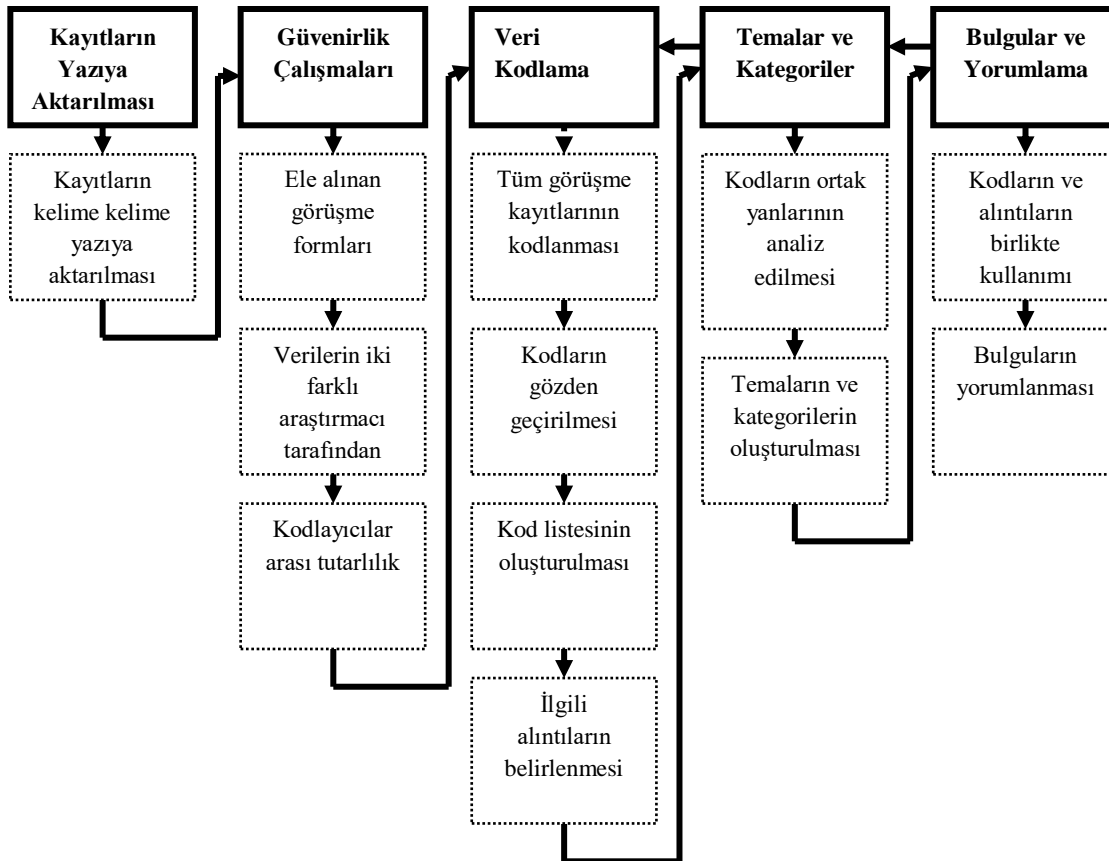 Kayıtların
Yazıya
Aktarılması
Kayıtların
kelime kelime
yazıya
aktarılması
Güvenirlik
Çalışmaları
Ele alınan
görüşme
formları
Verilerin iki
farklı
araştırmacı
tarafından
Kodlayıcılar
arası tutarlılık
Veri
Kodlama
Tüm görüşme
kayıtlarının
kodlanması
Kodların
gözden
geçirilmesi
Kod listesinin
oluşturulması
İlgili
alıntıların
belirlenmesi
Temalar ve
Kategoriler
Kodların ortak
yanlarının
analiz
edilmesi
Temaların ve
kategorilerin
oluşturulması
Bulgular ve
Yorumlama
Kodların ve
alıntıların
birlikte
kullanımı
Bulguların
yorumlanması